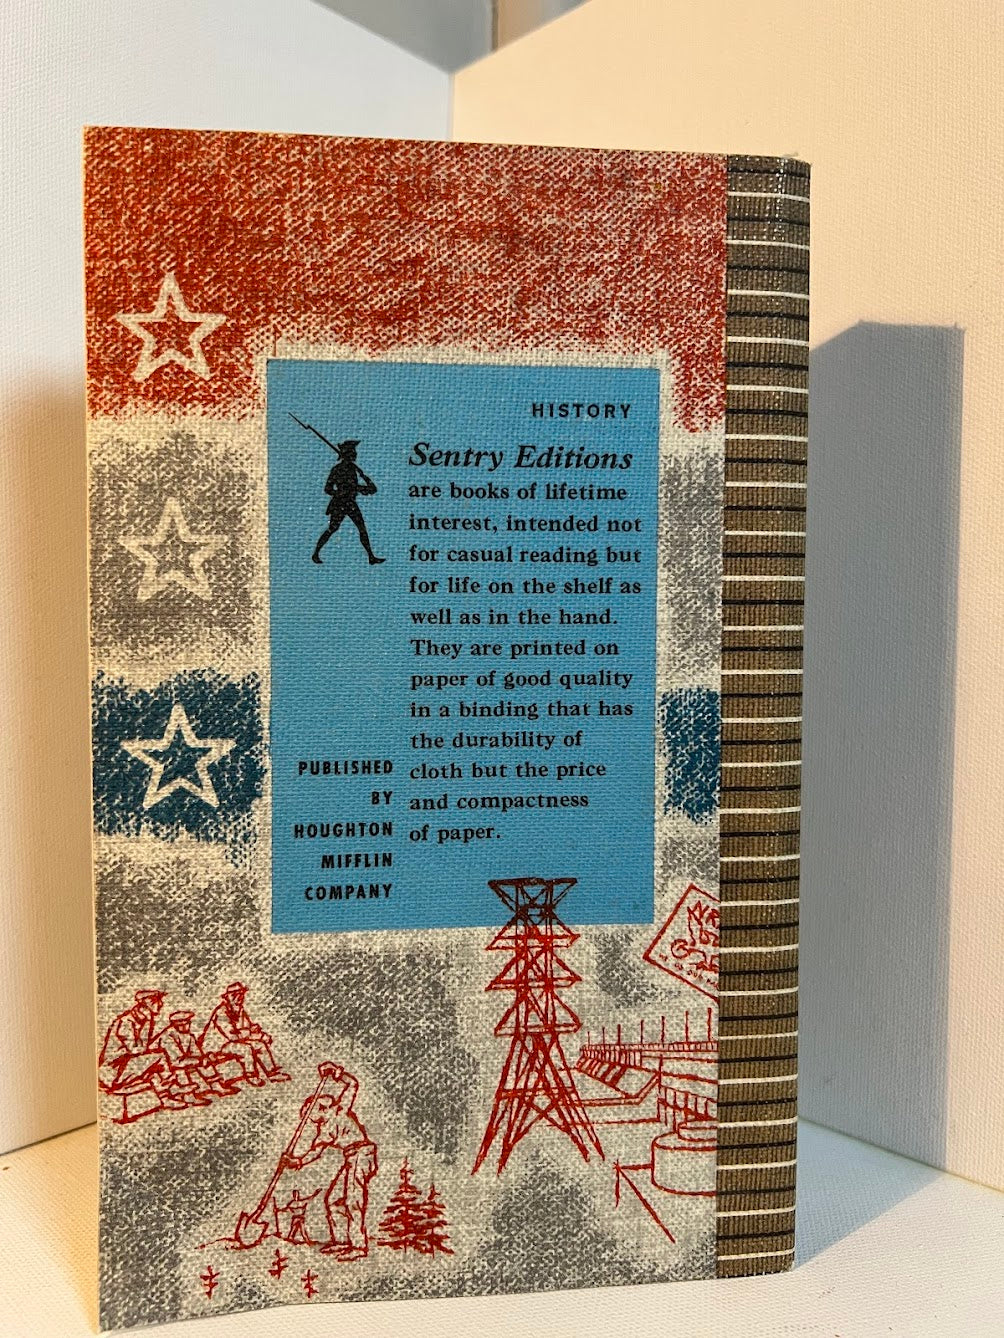 HISTORY
Sentry Editions
are books of lifetime
interest, intended not
for casual reading but
for life on the shelf as
well as in the hand.
They are printed on
paper of good quality
in a binding that has
the durability of
cloth but the price
and compactness
of paper.
PUBLISHED
BY
HOUGHTON
MIFFLIN
COMPANY